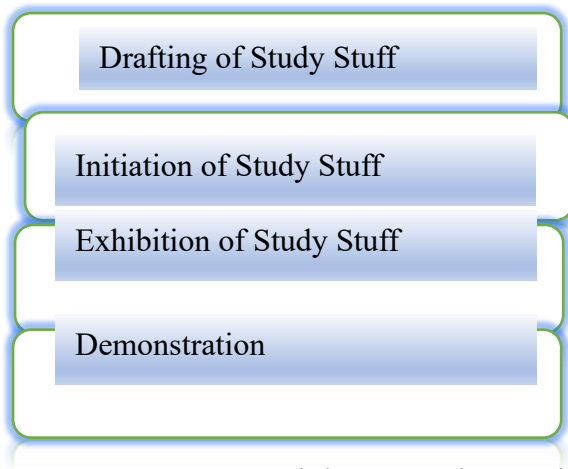 Drafting of Study Stuff
Initiation of Study Stuff
Exhibition of Study Stuff
Demonstration